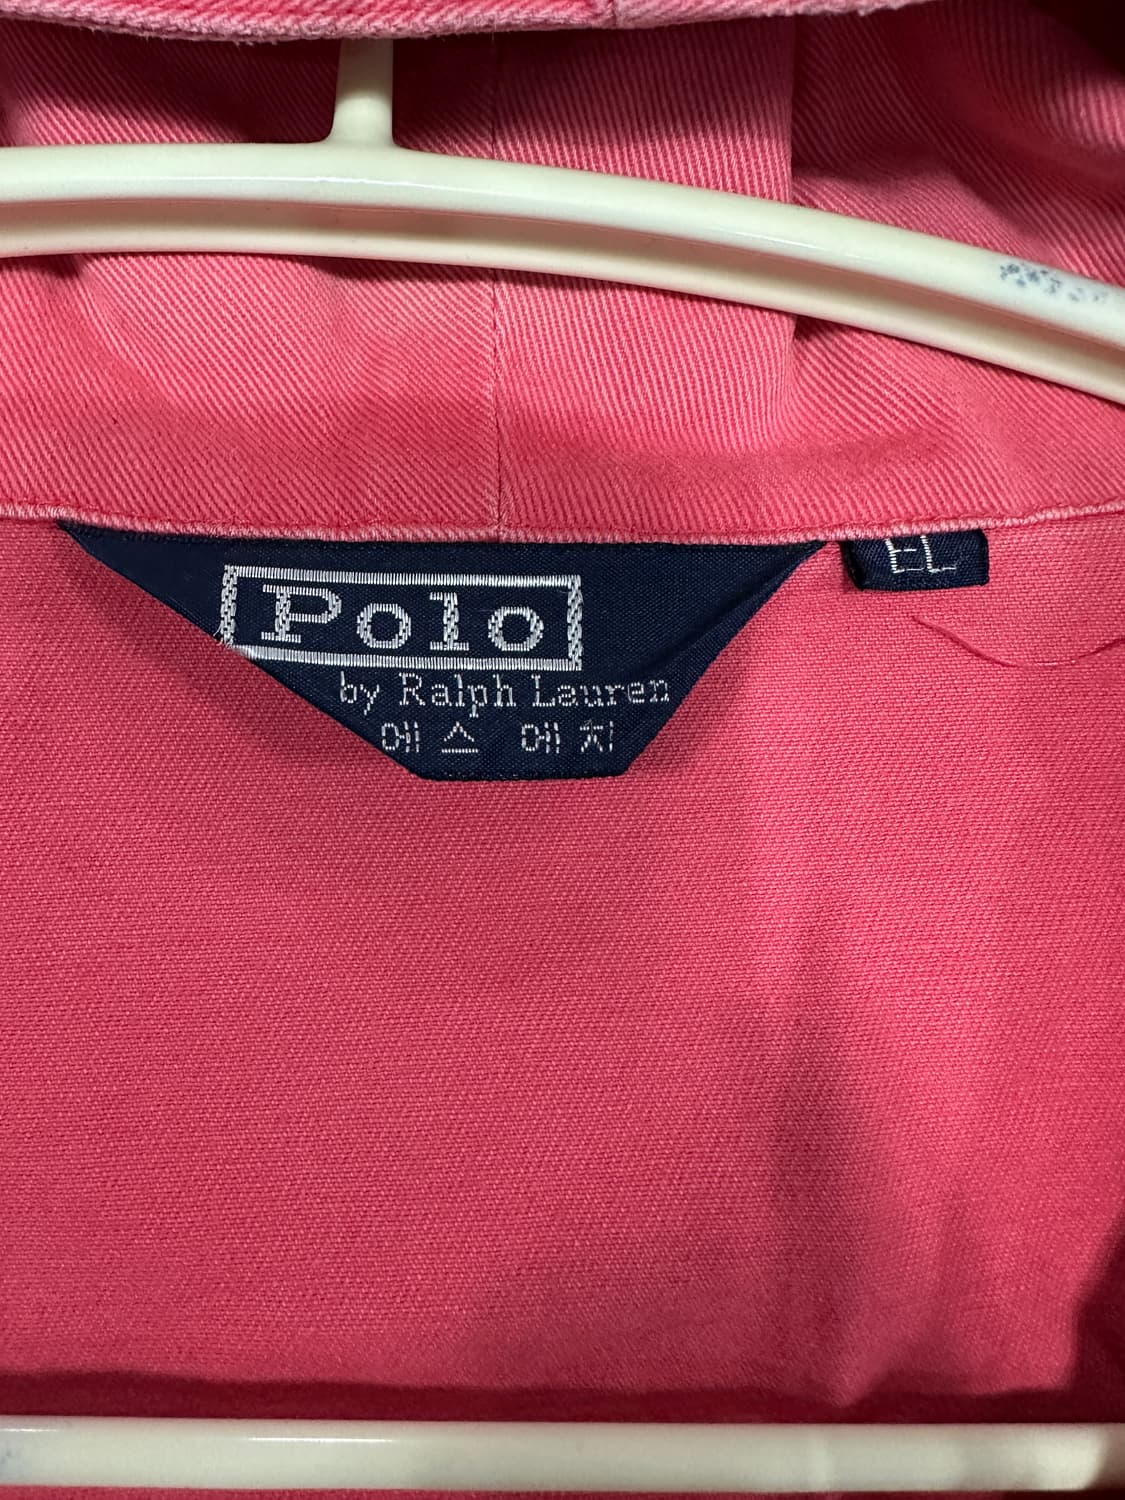 Polo
by Ralph Lauren
에스 에치
EL